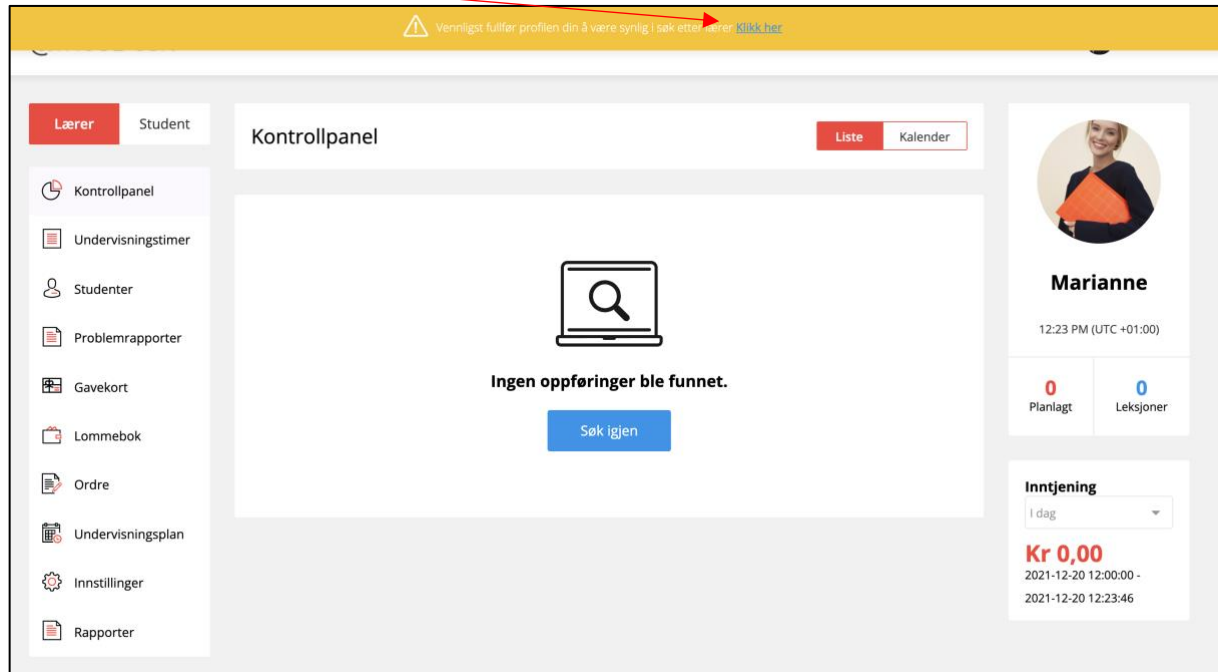 Vennligst fullfør profilen din å være synlig i søk etter lærer Klikk her
Lærer
Student
Kontrollpanel
Undervisningstimer
Studenter
Problemrapporter
Gavekort
Lommebok
Ordre
Undervisningsplan
Innstillinger
Rapporter
Kontrollpanel
Liste
Kalender
Ingen oppføringer ble funnet.
Søk igjen
Marianne
12:23 PM (UTC +01:00)
0
Planlagt
0
Leksjoner
Inntjening
I dag
Kr 0,00
2021-12-20 12:00:00 -
2021-12-20 12:23:46